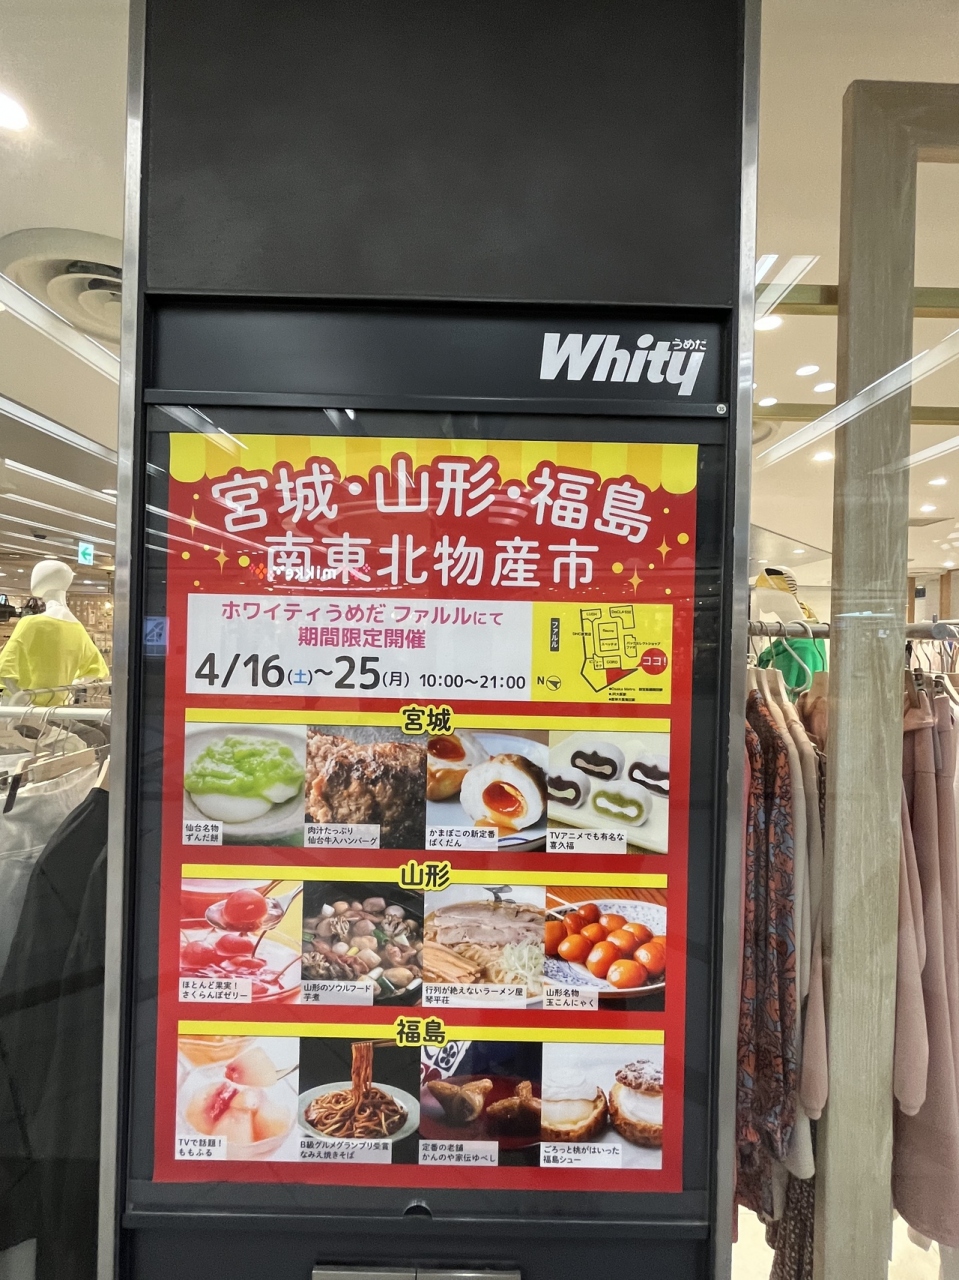 Whity うめだ
35
宮城・山形・福島
南東北物産市
ホワイティうめだ ファルルにて
期間限定開催
4/16(土)〜25(月) 10:00〜21:00
ファルル
ココ!
N
宮城
仙台名物
ずんだ餅
肉汁たっぷり
仙台牛入ハンバーグ
かまぼこの新定番
ばくだん
TVアニメでも有名な
喜久福
山形
ほとんど果実!
さくらんぼゼリー
山形のソウルフード
芋煮
行列が絶えないラーメン屋
琴平荘
山形名物
玉こんにゃく
福島
TVで話題!
ももふる
B級グルメグランプリ受賞
なみえ焼きそば
定番の老舗
かんのや家伝ゆべし
ごろっと桃がはいった
福島シュー